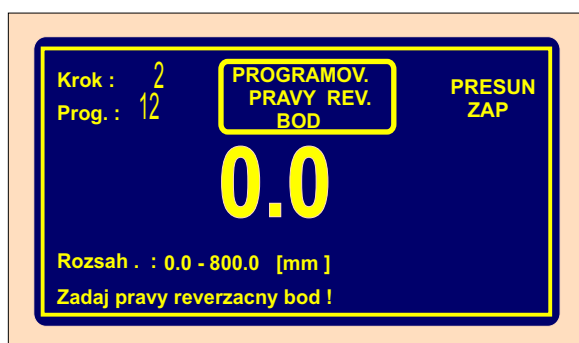 Krok : 2
Prog. : 12
PROGRAMOV.
PRAVY REV.
BOD
PRESUN
ZAP
0.0
Rozsah . : 0.0 - 800.0 [mm ]
Zadaj pravy reverzacny bod !